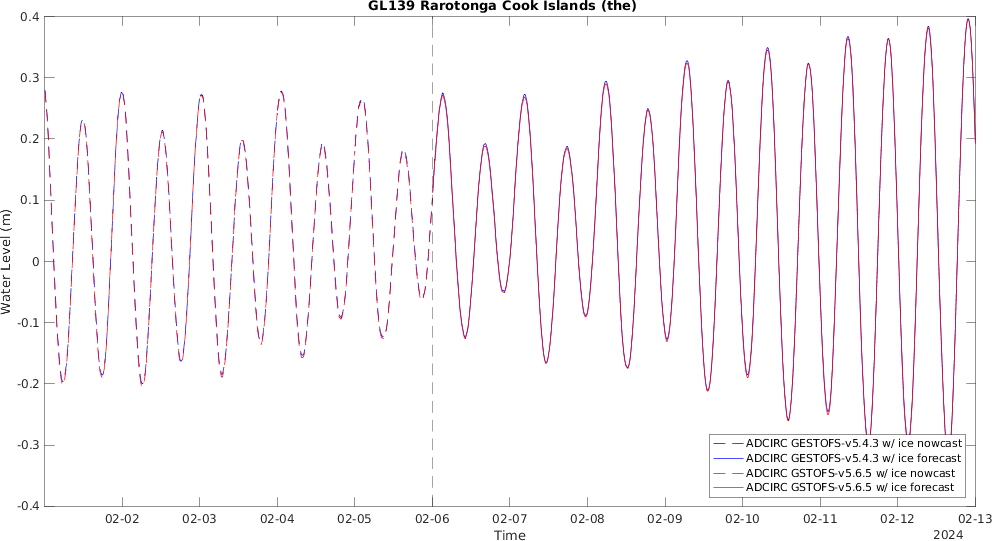 GL139 Rarotonga Cook Islands (the)
0.4
0.3
0.2
0.1
0
-0.1
-0.2
-0.3
-0.4
Water Level (m)
ADCIRC GESTOFS-v5.4.3 w/ ice nowcast
ADCIRC GESTOFS-v5.4.3 w/ ice forecast
ADCIRC GSTOFS-v5.6.5 w/ ice nowcast
ADCIRC GSTOFS-v5.6.5 w/ ice forecast
02-02 02-03 02-04 02-05 02-06 02-07 02-08 02-09 02-10 02-11 02-12 02-13
Time
2024